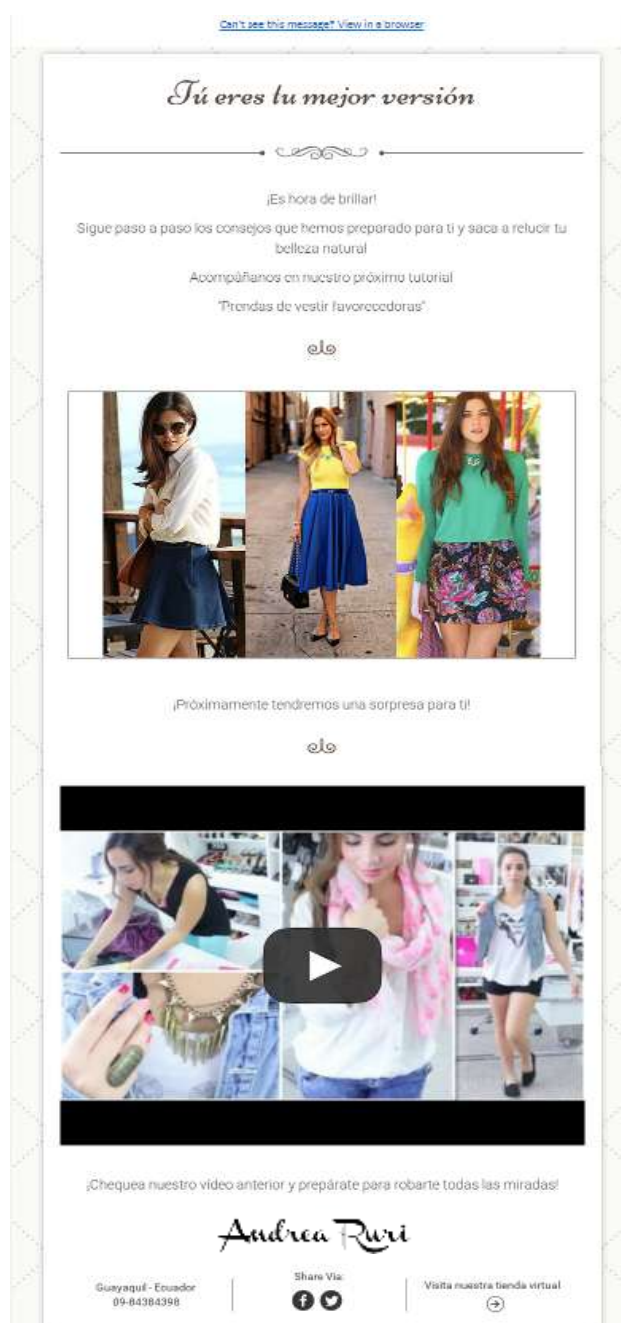 Can't see this message? View in a browser
Tú eres tu mejor versión
¡Es hora de brillar!
Sigue paso a paso los consejos que hemos preparado para ti y saca a relucir tu
belleza natural
Acompáñanos en nuestro próximo tutorial
"Prendas de vestir favorecedoras"
¡Próximamente tendremos una sorpresa para ti!
¡Chequea nuestro vídeo anterior y prepárate para robarte todas las miradas!
Andrea Ruri
Guayaquil - Ecuador
09-84384398
Share Via:
Visita nuestra tienda virtual